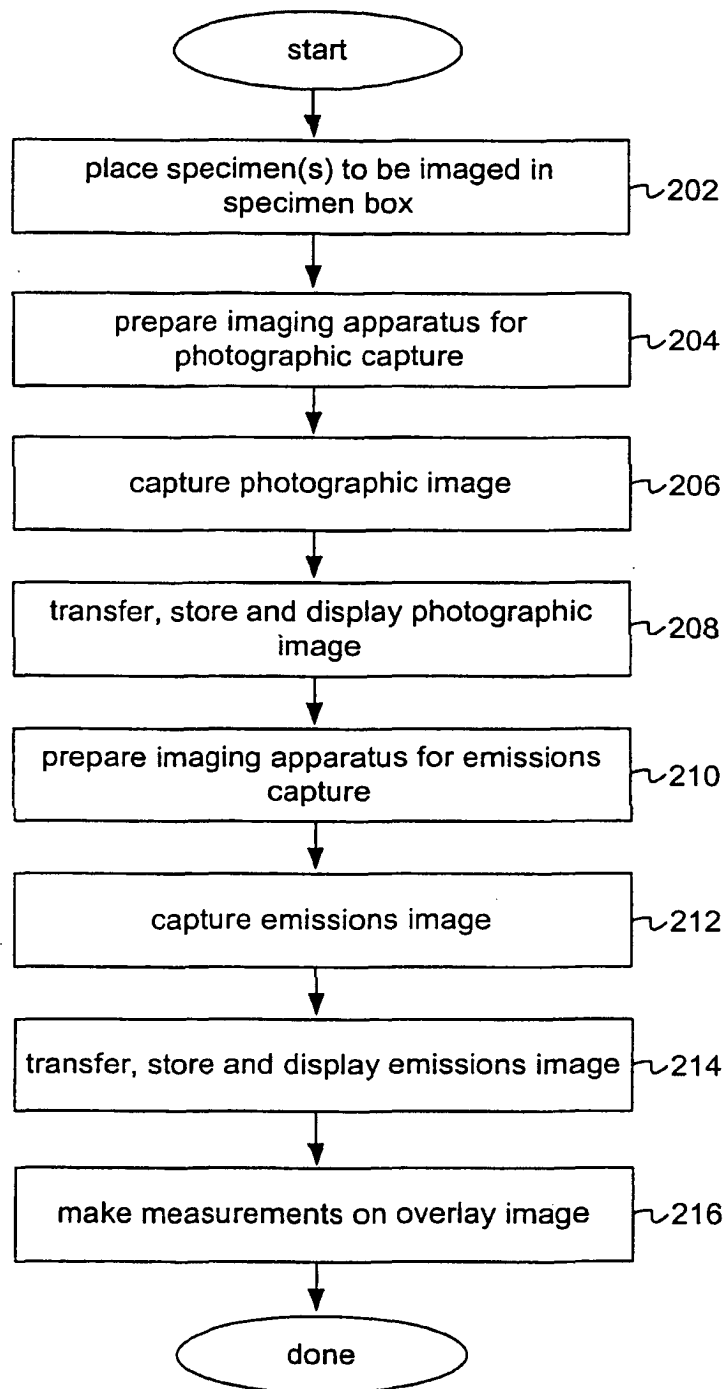 start
place specimen(s) to be imaged in
specimen box
202
prepare imaging apparatus for
photographic capture
204
capture photographic image
206
transfer, store and display photographic
image
208
prepare imaging apparatus for emissions
capture
210
capture emissions image
212
transfer, store and display emissions image
214
make measurements on overlay image
216
done